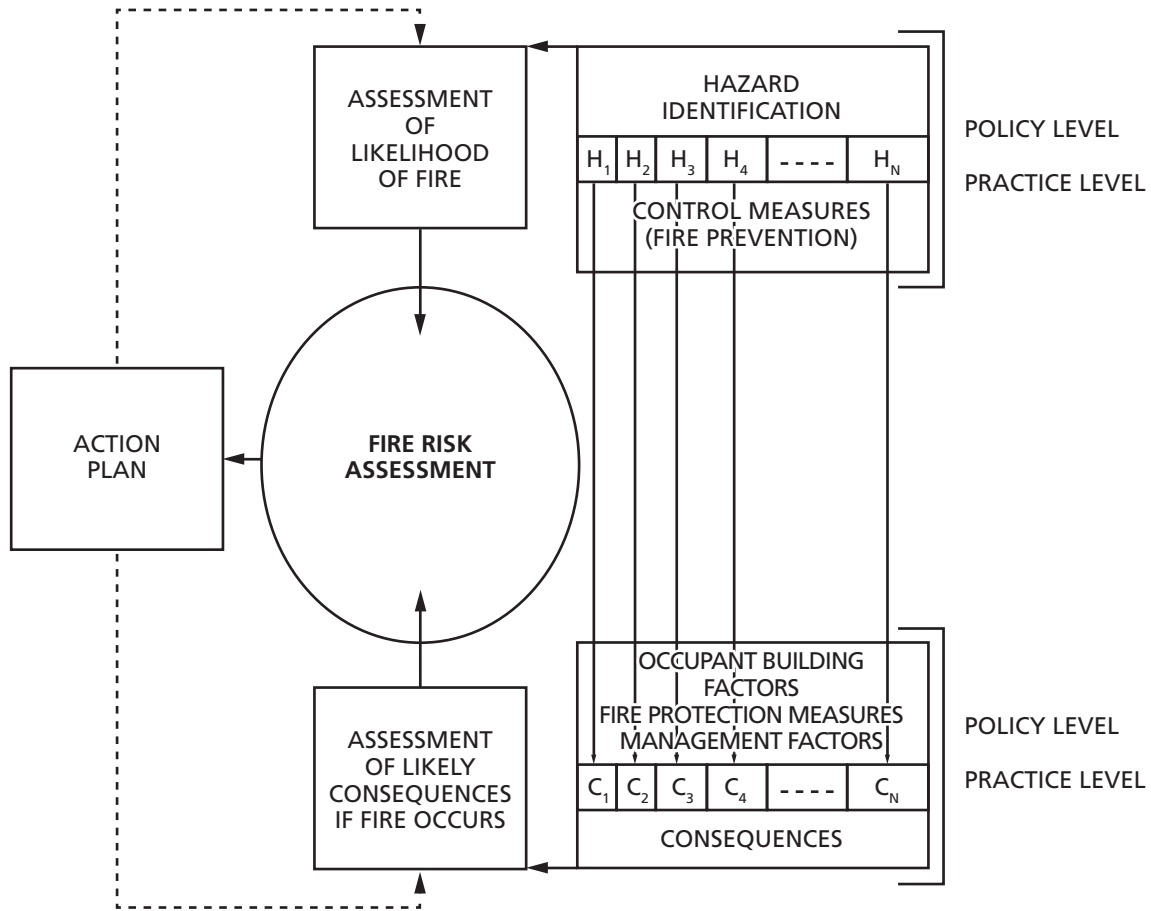 ASSESSMENT
OF
LIKELIHOOD
OF FIRE
HAZARD
IDENTIFICATION
H₁ H₂ H₃ H₄ ---- H_N
CONTROL MEASURES
(FIRE PREVENTION)
POLICY LEVEL
PRACTICE LEVEL
ACTION
PLAN
FIRE RISK
ASSESSMENT
ASSESSMENT
OF LIKELY
CONSEQUENCES
IF FIRE OCCURS
OCCUPANT BUILDING
FACTORS
FIRE PROTECTION MEASURES
MANAGEMENT FACTORS
C₁ C₂ C₃ C₄ ---- C_N
CONSEQUENCES
POLICY LEVEL
PRACTICE LEVEL